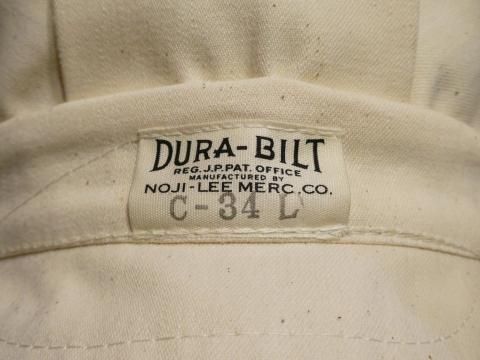 DURA-BILT
REG. J.P. PAT. OFFICE
MANUFACTURED BY
NOJI-LEE MERC. CO.
C-34 L